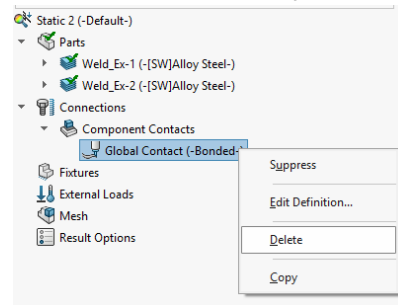 Static 2 (-Default-)
Parts
Weld_Ex-1 (-[SW]Alloy Steel-)
Weld_Ex-2 (-[SW]Alloy Steel-)
Connections
Component Contacts
Global Contact (-Bonded-)
Suppress
Fixtures
External Loads
Edit Definition...
Mesh
Result Options
Delete
Copy